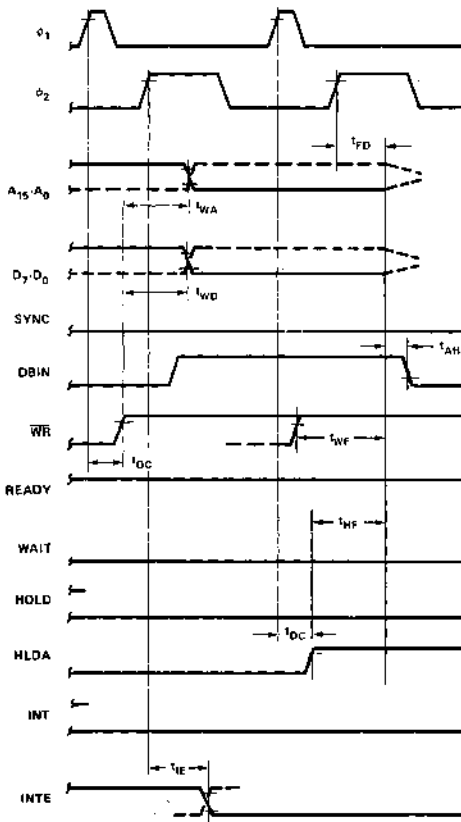 ϕ1
ϕ2
tFD
A15-A0
tWA
D7-D0
tWD
SYNC
tAH
DBIN
WR
tDC
tWF
READY
tHF
WAIT
HOLD
tDC
HLDA
INT
tIE
INTE